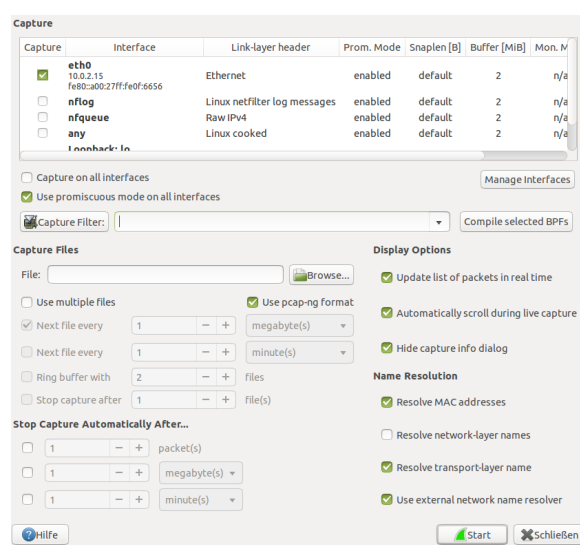 Capture
Capture Interface Link-layer header Prom. Mode Snaplen [B] Buffer [MiB] Mon. M
eth0
10.0.2.15
fe80::a00:27ff:fe0f:6656
Ethernet enabled default 2 n/a
nflog Linux netfilter log messages enabled default 2 n/a
nfqueue Raw IPv4 enabled default 2 n/a
any Linux cooked enabled default 2 n/a
Loopback: lo
Capture on all interfaces
Manage Interfaces
Use promiscuous mode on all interfaces
Capture Filter: Compile selected BPFs
Capture Files
File: Browse...
Use multiple files Use pcap-ng format
Next file every 1 − + megabyte(s)
Next file every 1 − + minute(s)
Ring buffer with 2 − + files
Stop capture after 1 − + file(s)
Stop Capture Automatically After...
1 − + packet(s)
1 − + megabyte(s)
1 − + minute(s)
Display Options
Update list of packets in real time
Automatically scroll during live capture
Hide capture info dialog
Name Resolution
Resolve MAC addresses
Resolve network-layer names
Resolve transport-layer name
Use external network name resolver
Hilfe Start Schließen